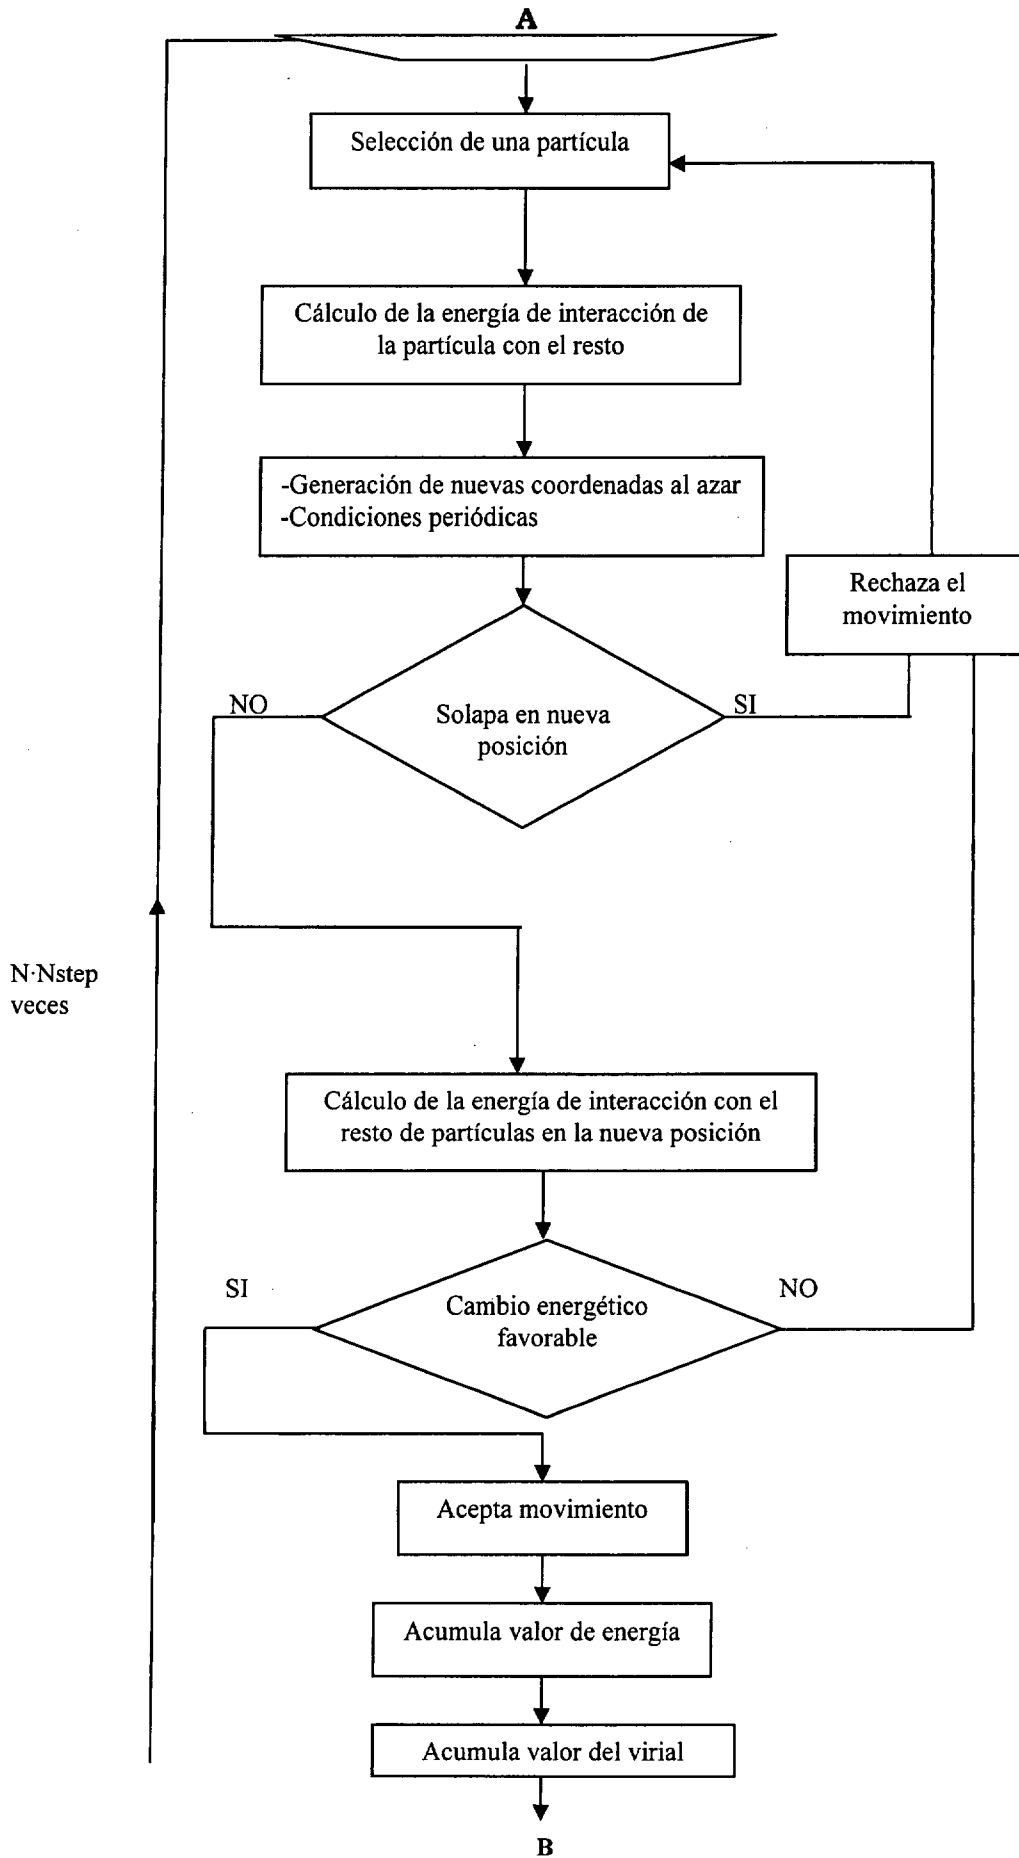 A
Selección de una partícula
Cálculo de la energía de interacción de
la partícula con el resto
-Generación de nuevas coordenadas al azar
-Condiciones periódicas
Rechaza el
movimiento
NO
SI
Solapa en nueva
posición
N·Nstep
veces
Cálculo de la energía de interacción con el
resto de partículas en la nueva posición
SI
NO
Cambio energético
favorable
Acepta movimiento
Acumula valor de energía
Acumula valor del virial
B